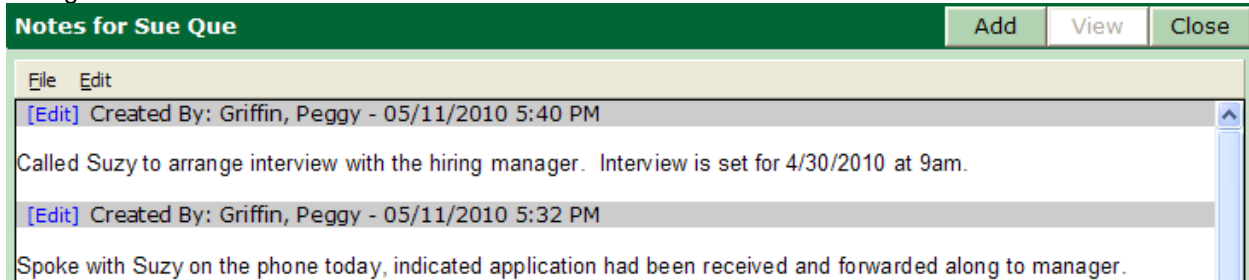 Notes for Sue Que Add View Close
File Edit
[Edit] Created By: Griffin, Peggy - 05/11/2010 5:40 PM
Called Suzy to arrange interview with the hiring manager.  Interview is set for 4/30/2010 at 9am.
[Edit] Created By: Griffin, Peggy - 05/11/2010 5:32 PM
Spoke with Suzy on the phone today, indicated application had been received and forwarded along to manager.